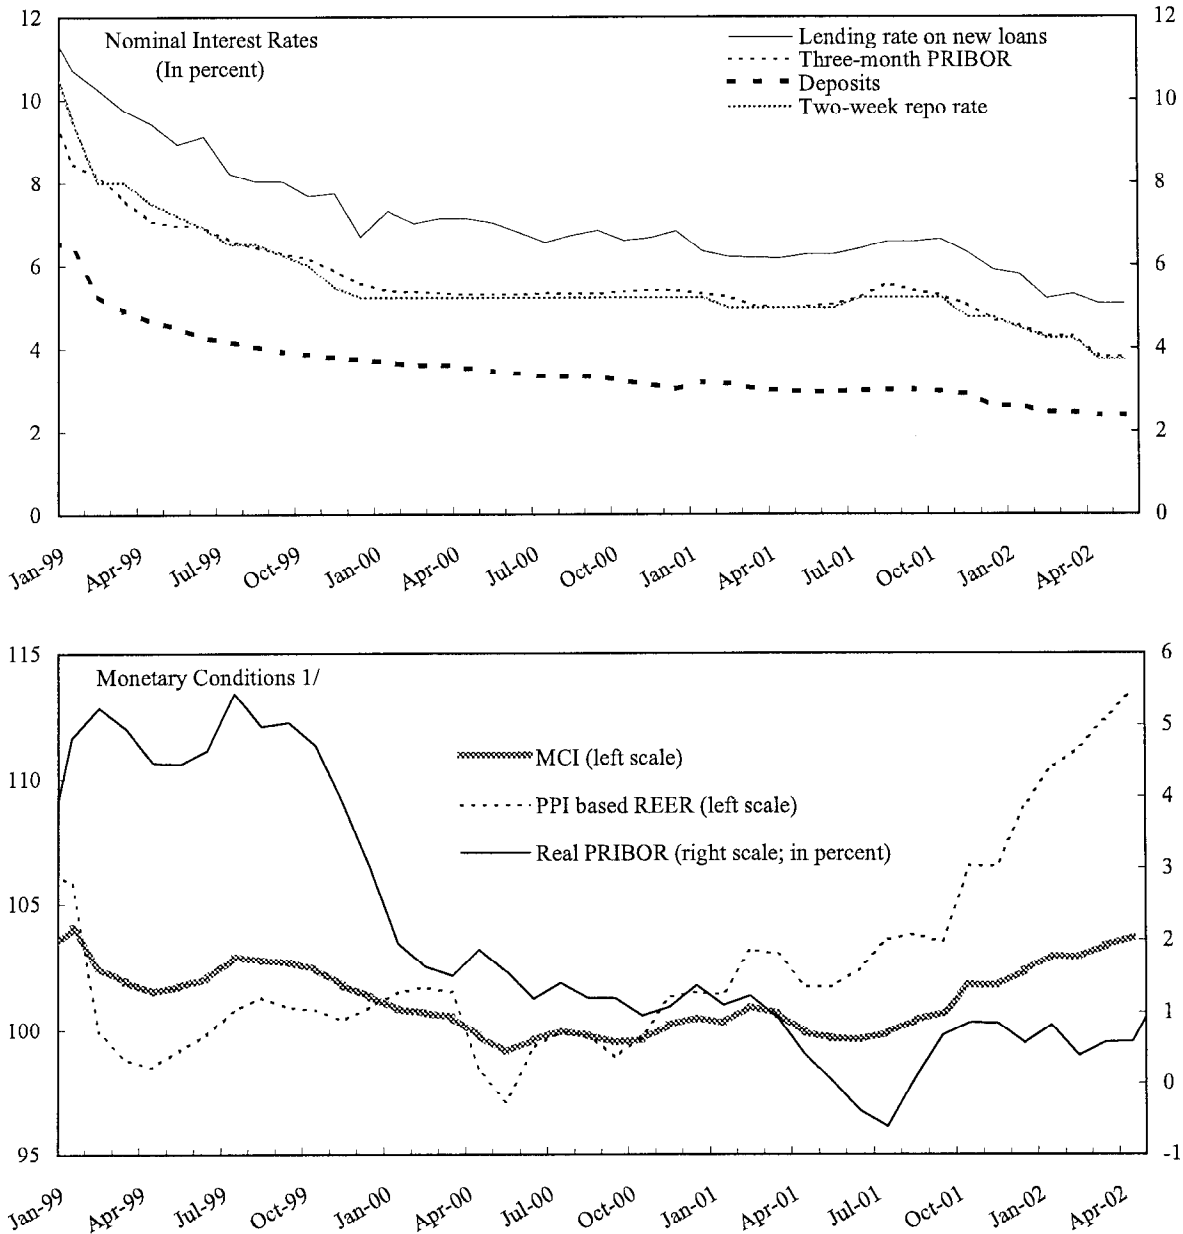 12
10
8
6
4
2
0
12
10
8
6
4
2
0
Nominal Interest Rates
(In percent)
Lending rate on new loans
Three-month PRIBOR
Deposits
Two-week repo rate
Jan-99
Apr-99
Jul-99
Oct-99
Jan-00
Apr-00
Jul-00
Oct-00
Jan-01
Apr-01
Jul-01
Oct-01
Jan-02
Apr-02
115
110
105
100
95
6
5
4
3
2
1
0
-1
Monetary Conditions 1/
MCI (left scale)
PPI based REER (left scale)
Real PRIBOR (right scale; in percent)
Jan-99
Apr-99
Jul-99
Oct-99
Jan-00
Apr-00
Jul-00
Oct-00
Jan-01
Apr-01
Jul-01
Oct-01
Jan-02
Apr-02